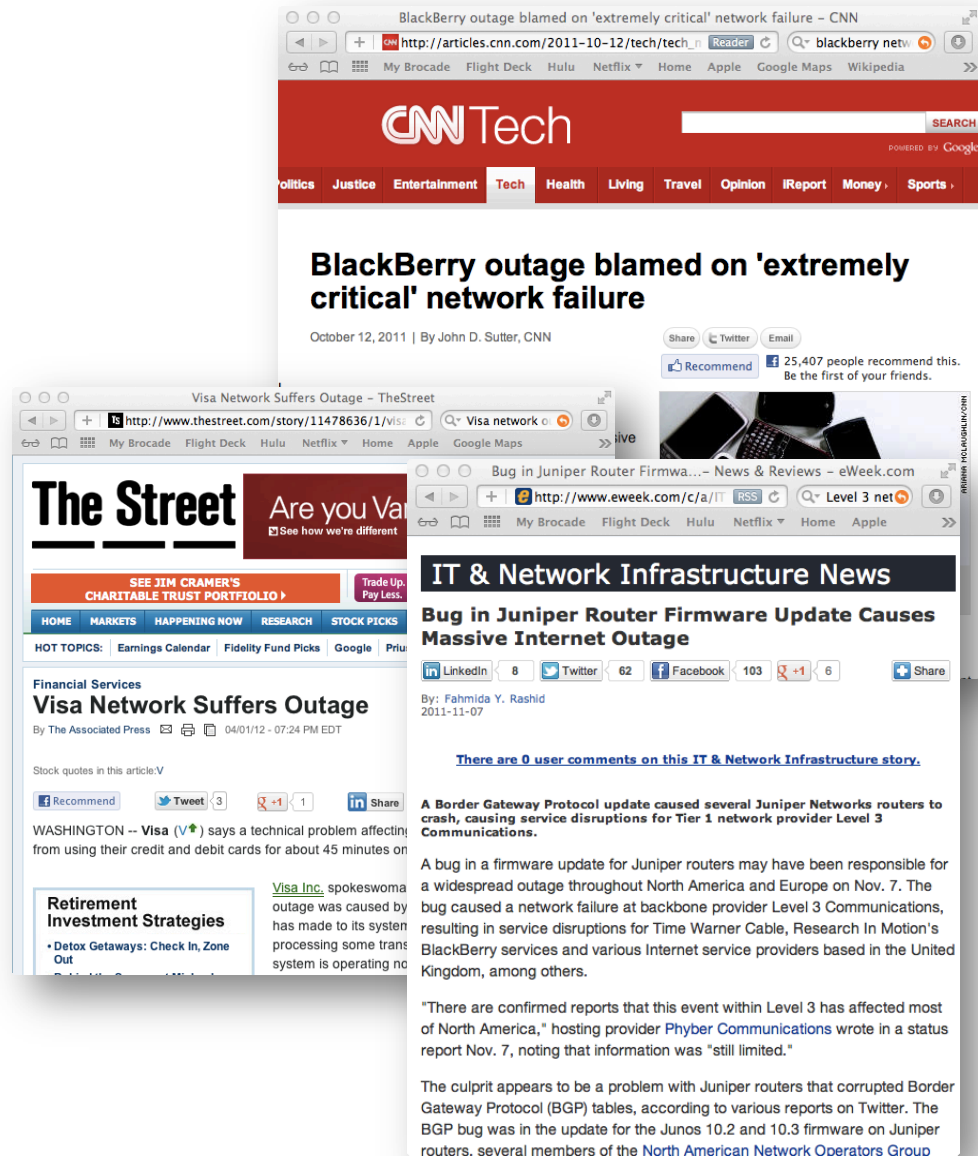 BlackBerry outage blamed on 'extremely critical' network failure – CNN
http://articles.cnn.com/2011-10-12/tech/tech_n Reader blackberry netw
My Brocade Flight Deck Hulu Netflix ▾ Home Apple Google Maps Wikipedia »
CNN Tech
SEARCH
POWERED BY Google
Politics Justice Entertainment Tech Health Living Travel Opinion iReport Money › Sports ›
BlackBerry outage blamed on 'extremely
critical' network failure
October 12, 2011 | By John D. Sutter, CNN
Share Twitter Email
Recommend 25,407 people recommend this.
Be the first of your friends.
ARIANA MCLAUGHLIN/CNN
Visa Network Suffers Outage – TheStreet
http://www.thestreet.com/story/11478636/1/visa Visa network ou
My Brocade Flight Deck Hulu Netflix ▾ Home Apple Google Maps »
The Street
Are you Var
See how we're different
SEE JIM CRAMER'S
CHARITABLE TRUST PORTFIOLIO
Trade Up.
Pay Less.
HOME MARKETS HAPPENING NOW RESEARCH STOCK PICKS
HOT TOPICS: Earnings Calendar Fidelity Fund Picks Google Prius
Financial Services
Visa Network Suffers Outage
By The Associated Press 04/01/12 - 07:24 PM EDT
Stock quotes in this article:V
Recommend Tweet 3 +1 1 in Share
WASHINGTON -- Visa (V) says a technical problem affecting
from using their credit and debit cards for about 45 minutes on
Retirement
Investment Strategies
• Detox Getaways: Check In, Zone
Out
Visa Inc. spokeswoma
outage was caused by
has made to its system
processing some trans
system is operating no
Bug in Juniper Router Firmwa...– News & Reviews – eWeek.com
http://www.eweek.com/c/a/IT RSS Level 3 net
My Brocade Flight Deck Hulu Netflix ▾ Home Apple »
IT & Network Infrastructure News
Bug in Juniper Router Firmware Update Causes
Massive Internet Outage
LinkedIn 8 Twitter 62 Facebook 103 +1 6 Share
By: Fahmida Y. Rashid
2011-11-07
There are 0 user comments on this IT & Network Infrastructure story.
A Border Gateway Protocol update caused several Juniper Networks routers to
crash, causing service disruptions for Tier 1 network provider Level 3
Communications.
A bug in a firmware update for Juniper routers may have been responsible for
a widespread outage throughout North America and Europe on Nov. 7. The
bug caused a network failure at backbone provider Level 3 Communications,
resulting in service disruptions for Time Warner Cable, Research In Motion's
BlackBerry services and various Internet service providers based in the United
Kingdom, among others.
"There are confirmed reports that this event within Level 3 has affected most
of North America," hosting provider Phyber Communications wrote in a status
report Nov. 7, noting that information was "still limited."
The culprit appears to be a problem with Juniper routers that corrupted Border
Gateway Protocol (BGP) tables, according to various reports on Twitter. The
BGP bug was in the update for the Junos 10.2 and 10.3 firmware on Juniper
routers, several members of the North American Network Operators Group